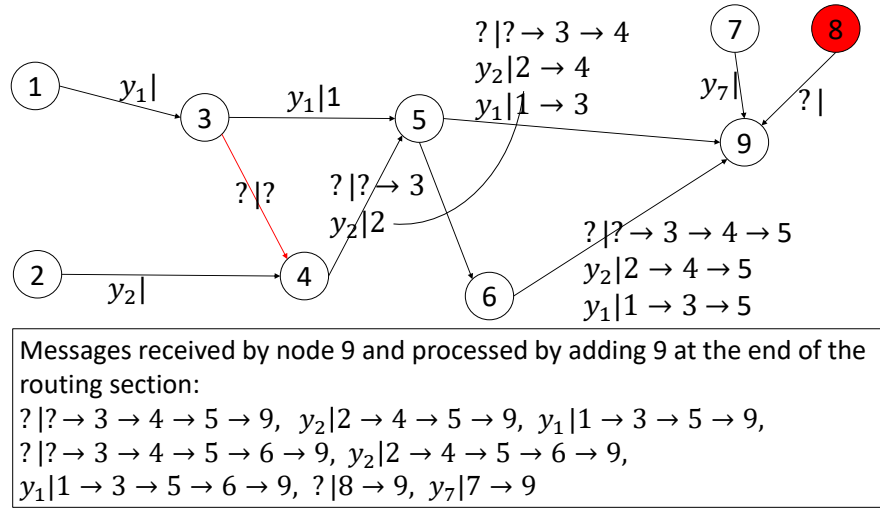 7
8
? |? → 3 → 4
1
y₁|
y₂|2 → 4
y₇|
? |
3
y₁|1
5
y₁|1 → 3
9
? |?
? |? → 3
y₂|2
? |? → 3 → 4 → 5
2
y₂|
4
6
y₂|2 → 4 → 5
y₁|1 → 3 → 5
Messages received by node 9 and processed by adding 9 at the end of the
routing section:
? |? → 3 → 4 → 5 → 9, y₂|2 → 4 → 5 → 9, y₁|1 → 3 → 5 → 9,
? |? → 3 → 4 → 5 → 6 → 9, y₂|2 → 4 → 5 → 6 → 9,
y₁|1 → 3 → 5 → 6 → 9, ? |8 → 9, y₇|7 → 9